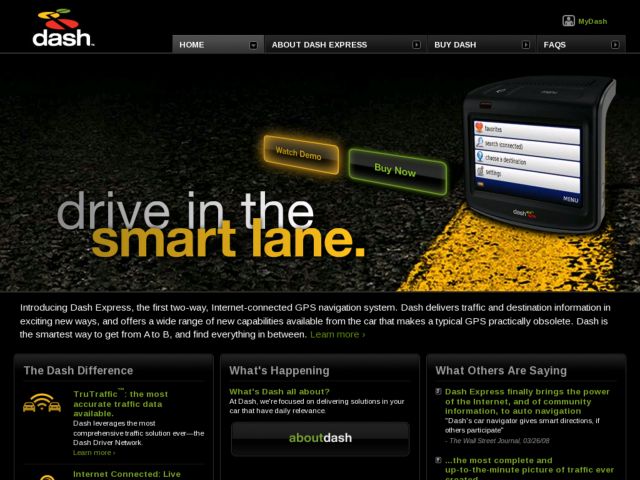 dash
MyDash
HOME
ABOUT DASH EXPRESS
BUY DASH
FAQS
favorites
search (connected)
choose a destination
settings
MENU
dash
Watch Demo
Buy Now
drive in the
smart lane.
Introducing Dash Express, the first two-way, Internet-connected GPS navigation system. Dash delivers traffic and destination information in
exciting new ways, and offers a wide range of new capabilities available from the car that makes a typical GPS practically obsolete. Dash is
the smartest way to get from A to B, and find everything in between. Learn more ›
The Dash Difference
TruTraffic™: the most
accurate traffic data
available.
Dash leverages the most
comprehensive traffic solution ever—the
Dash Driver Network.
Learn more ›
Internet Connected: Live
What's Happening
What's Dash all about?
At Dash, we're focused on delivering solutions in your
car that have daily relevance.
aboutdash
What Others Are Saying
Dash Express finally brings the power
of the Internet, and of community
information, to auto navigation
"Dash's car navigator gives smart directions, if
others participate"
- The Wall Street Journal, 03/26/08
...the most complete and
up-to-the-minute picture of traffic ever
created